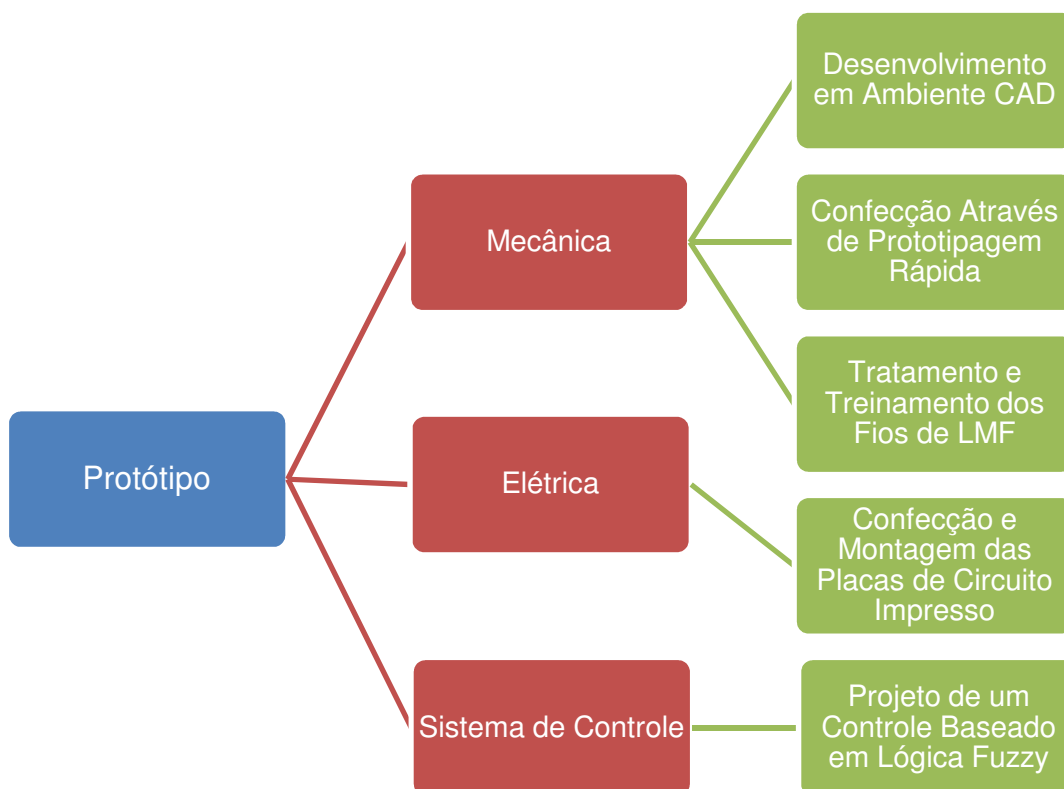 Protótipo
Mecânica
Desenvolvimento
em Ambiente CAD
Confecção Através
de Prototipagem
Rápida
Tratamento e
Treinamento dos
Fios de LMF
Elétrica
Confecção e
Montagem das
Placas de Circuito
Impresso
Sistema de Controle
Projeto de um
Controle Baseado
em Lógica Fuzzy